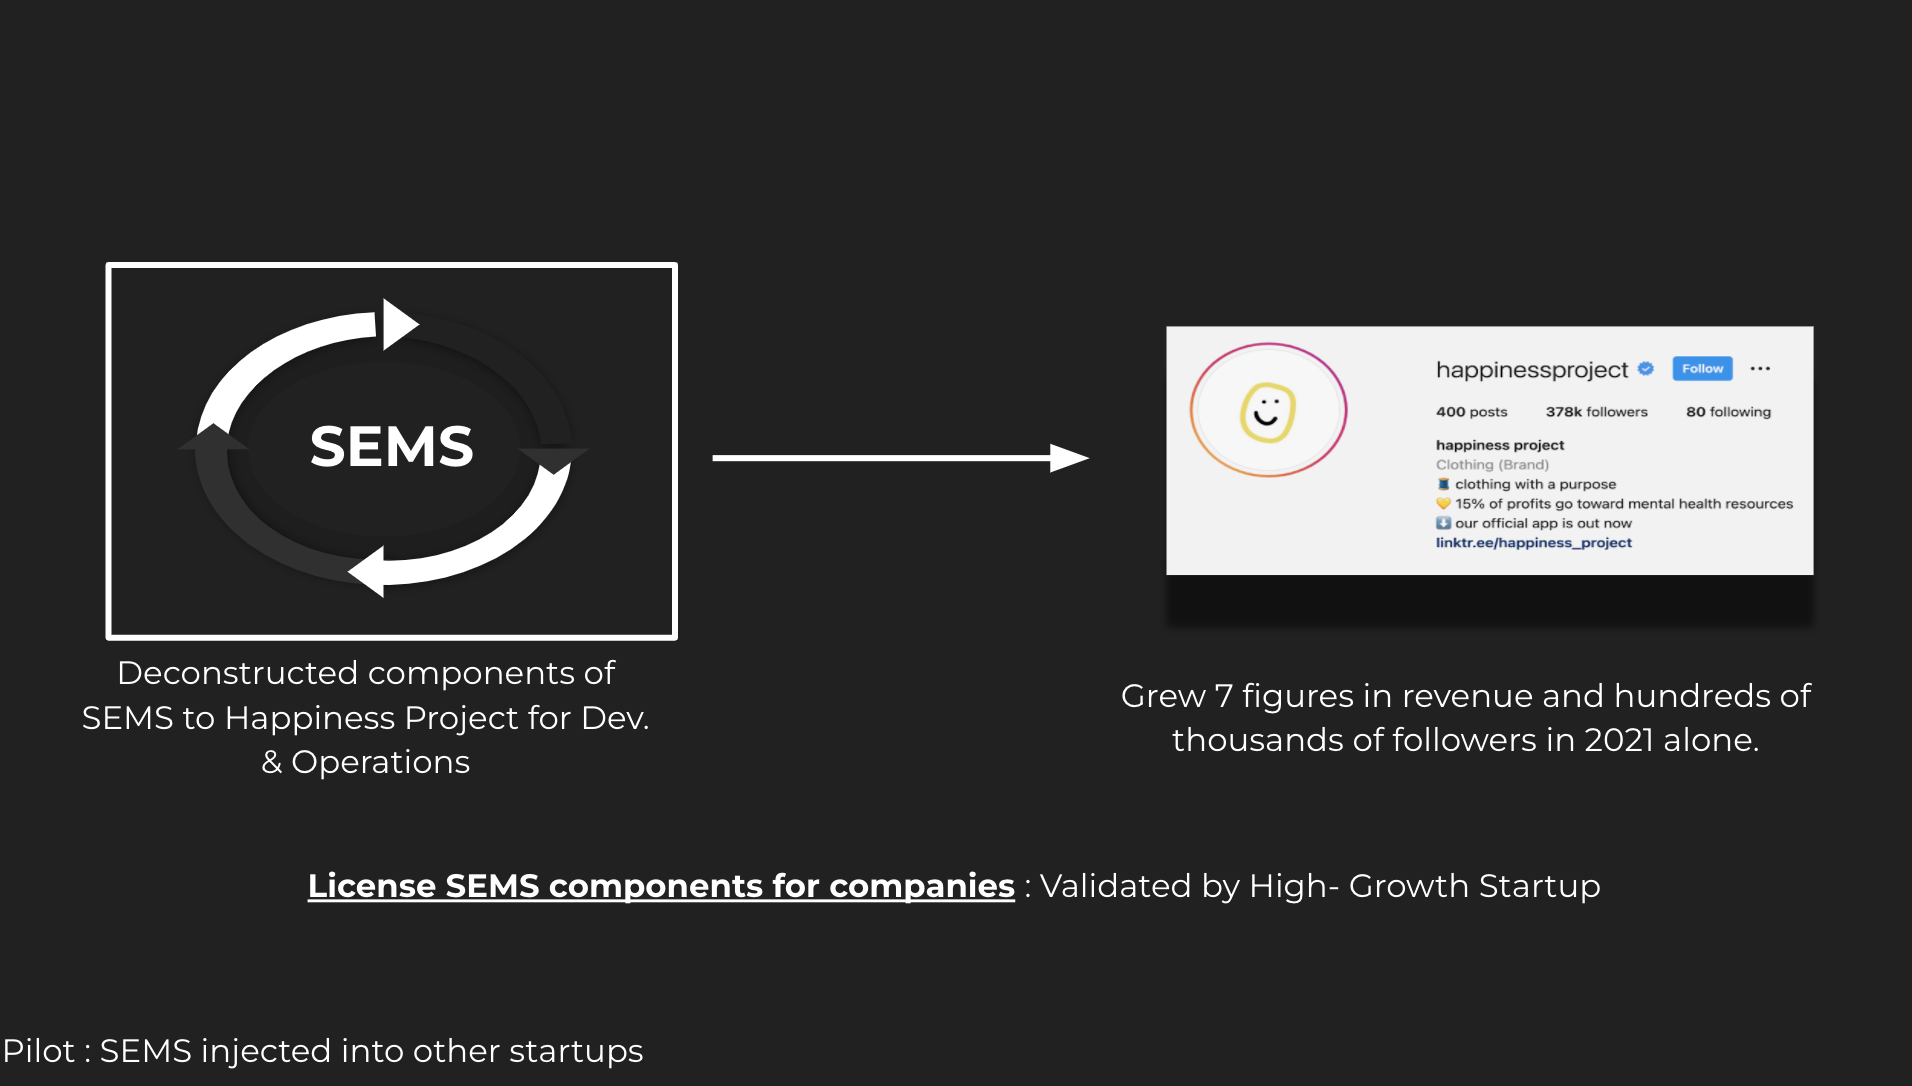 SEMS
happinessproject Follow
400 posts 378k followers 80 following
happiness project
Clothing (Brand)
🧵 clothing with a purpose
💛 15% of profits go toward mental health resources
⬇️ our official app is out now
linktr.ee/happiness_project
Deconstructed components of
SEMS to Happiness Project for Dev.
& Operations
Grew 7 figures in revenue and hundreds of
thousands of followers in 2021 alone.
License SEMS components for companies : Validated by High- Growth Startup
Pilot : SEMS injected into other startups